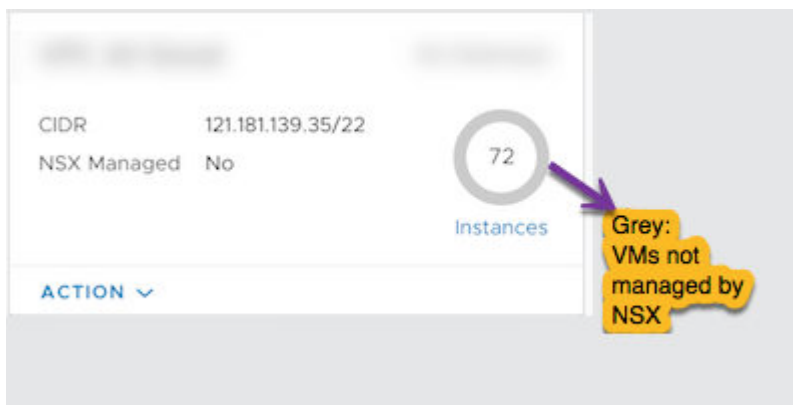 CIDR 121.181.139.35/22
NSX Managed No
72
Instances
Grey:
VMs not
managed by
NSX
ACTION